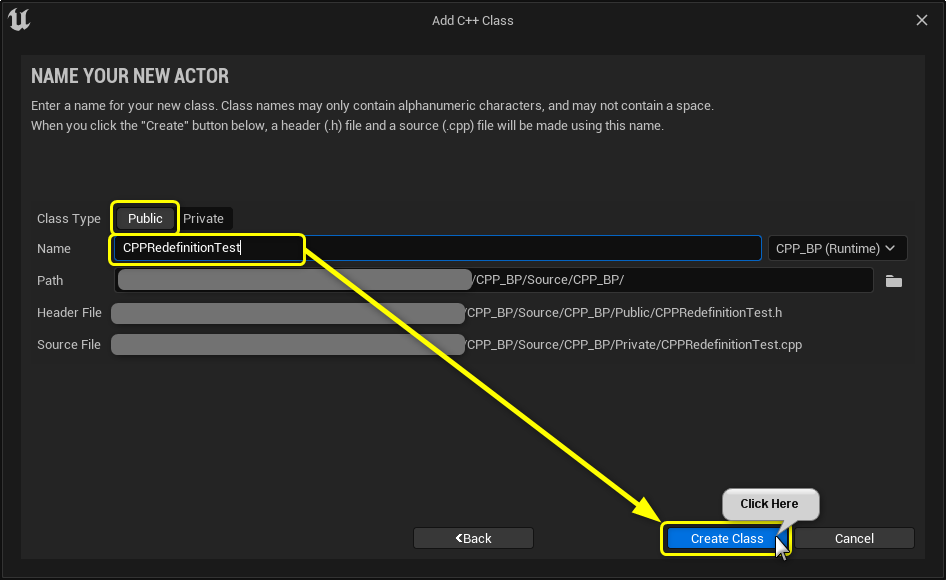 Add C++ Class
NAME YOUR NEW ACTOR
Enter a name for your new class. Class names may only contain alphanumeric characters, and may not contain a space.
When you click the "Create" button below, a header (.h) file and a source (.cpp) file will be made using this name.
Class Type Public Private
Name CPPRedefinitionTest CPP_BP (Runtime)
Path /CPP_BP/Source/CPP_BP/
Header File /CPP_BP/Source/CPP_BP/Public/CPPRedefinitionTest.h
Source File /CPP_BP/Source/CPP_BP/Private/CPPRedefinitionTest.cpp
Click Here
Back Create Class Cancel